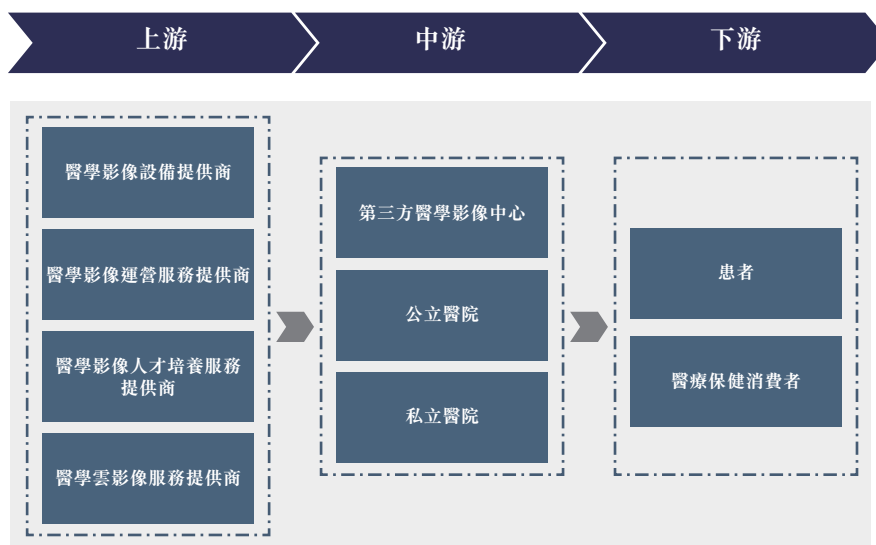 上游
中游
下游
醫學影像設備提供商
醫學影像運營服務提供商
醫學影像人才培養服務
提供商
醫學雲影像服務提供商
第三方醫學影像中心
公立醫院
私立醫院
患者
醫療保健消費者